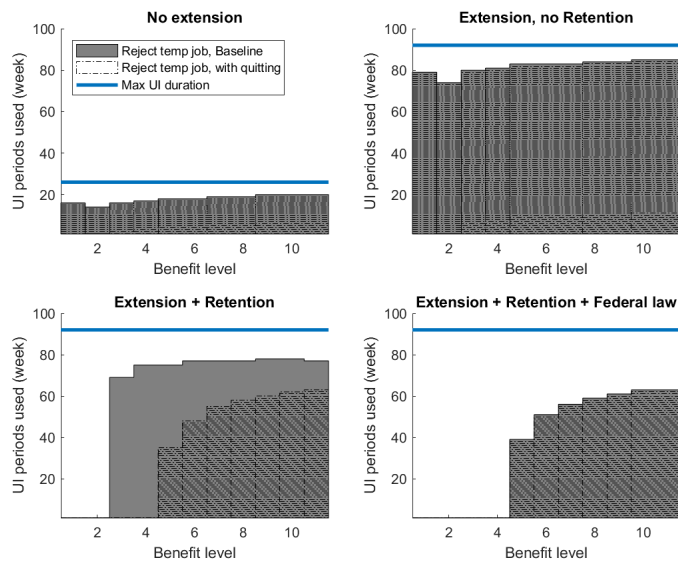 No extension
UI periods used (week)
100
80
60
40
20
Reject temp job, Baseline
Reject temp job, with quitting
Max UI duration
2 4 6 8 10
Benefit level
Extension, no Retention
UI periods used (week)
100
80
60
40
20
2 4 6 8 10
Benefit level
Extension + Retention
UI periods used (week)
100
80
60
40
20
2 4 6 8 10
Benefit level
Extension + Retention + Federal law
UI periods used (week)
100
80
60
40
20
2 4 6 8 10
Benefit level